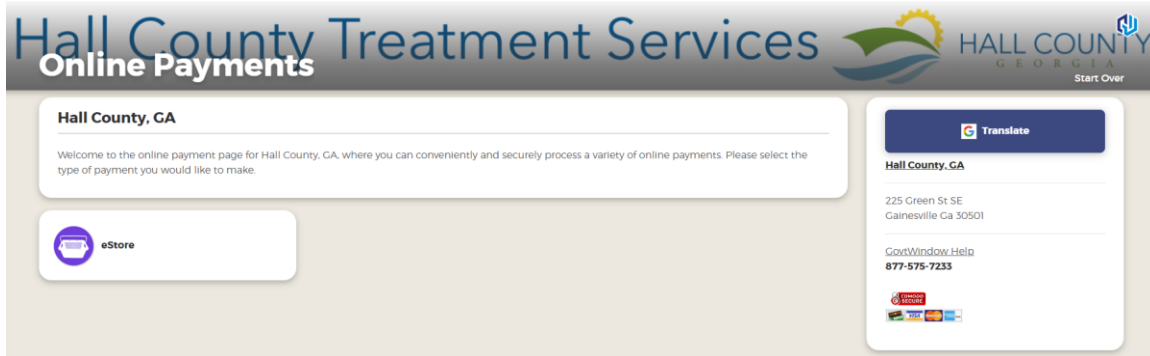 Hall County Treatment Services
HALL COUNTY
GEORGIA
Online Payments
Start Over
Hall County, GA
Welcome to the online payment page for Hall County, GA, where you can conveniently and securely process a variety of online payments. Please select the
type of payment you would like to make.
eStore
Translate
Hall County, GA
225 Green St SE
Gainesville Ga 30501
GovtWindow Help
877-575-7233
COMODO
SECURE
VISA